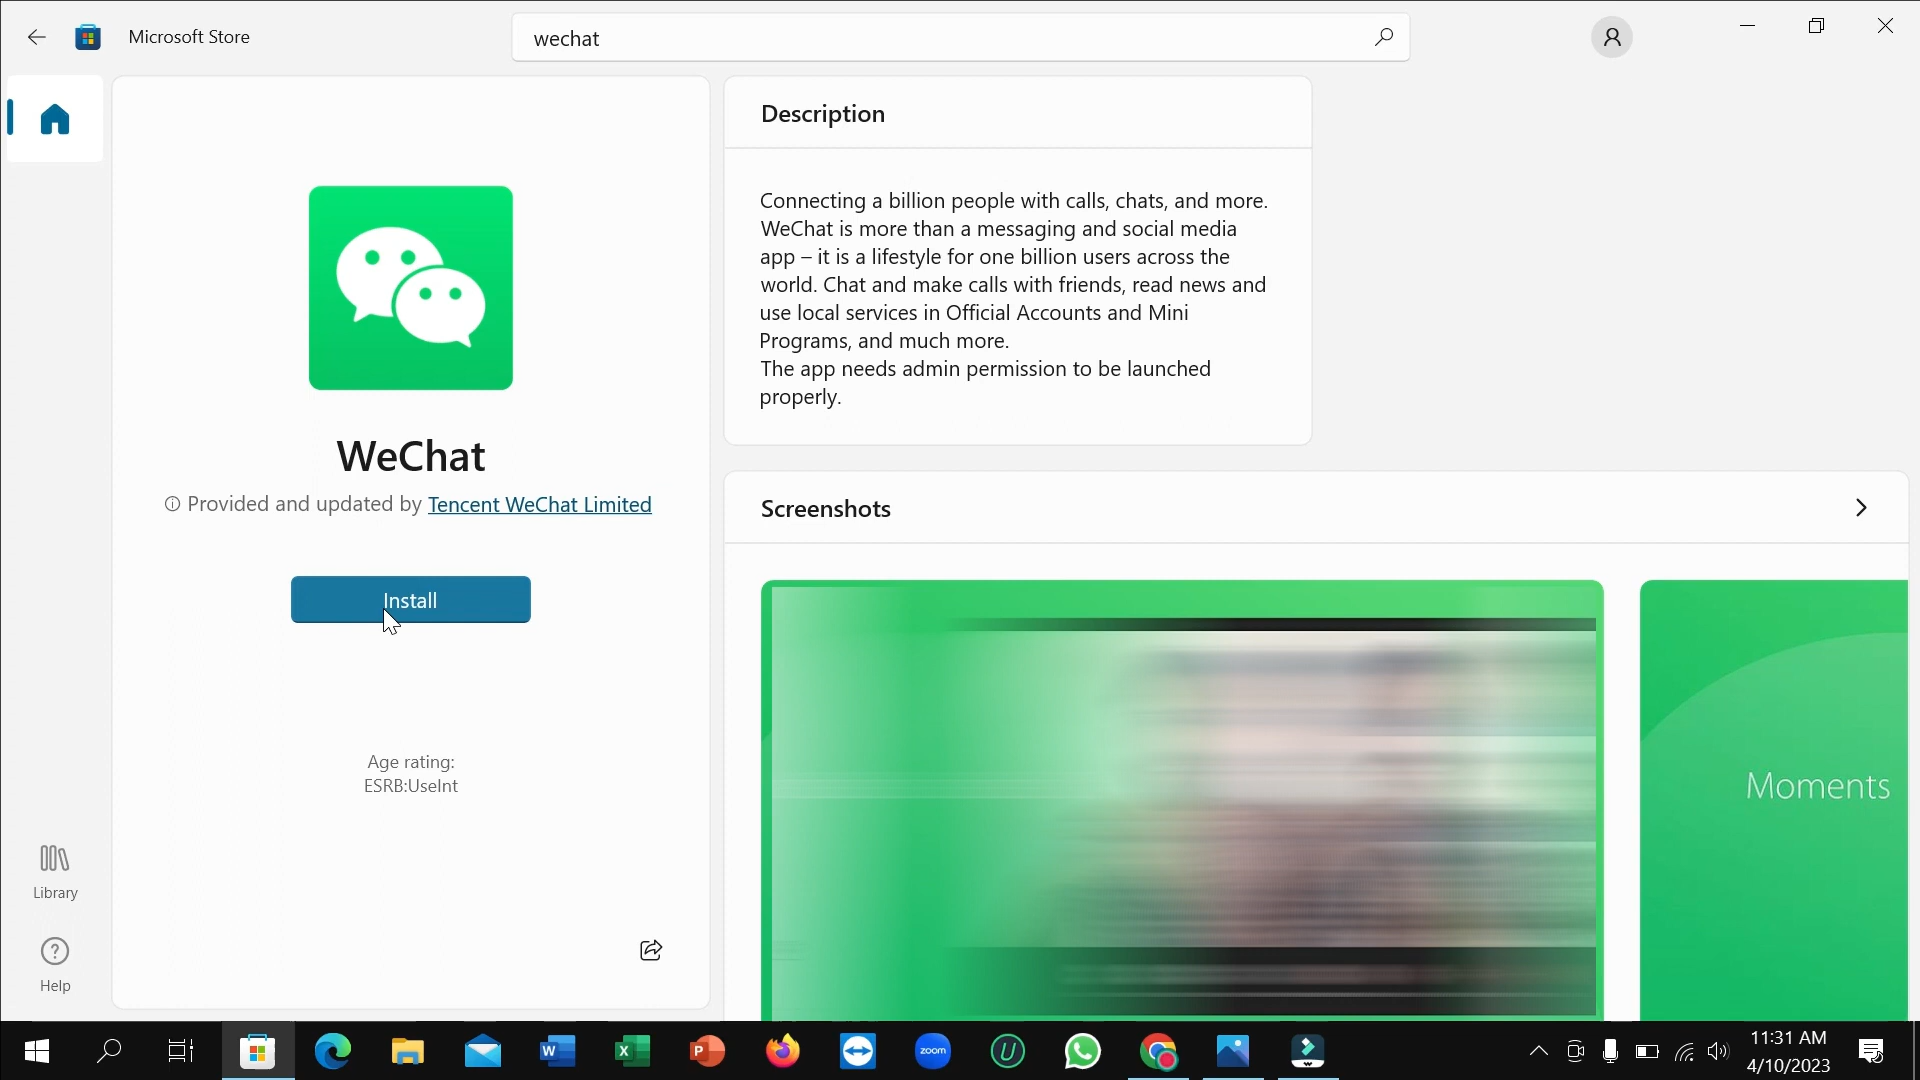 Microsoft Store
wechat
Description
Connecting a billion people with calls, chats, and more.
WeChat is more than a messaging and social media
app – it is a lifestyle for one billion users across the
world. Chat and make calls with friends, read news and
use local services in Official Accounts and Mini
Programs, and much more.
The app needs admin permission to be launched
properly.
WeChat
Provided and updated by Tencent WeChat Limited
Install
Age rating:
ESRB:UseInt
Screenshots
Moments
Library
Help
zoom
11:31 AM
4/10/2023